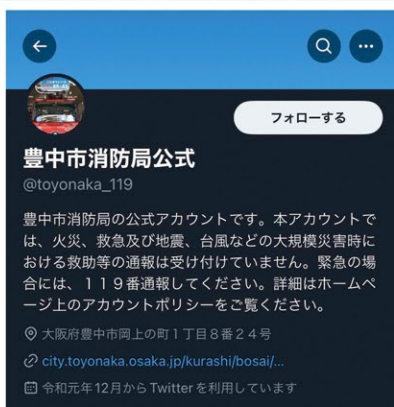 フォローする
豊中市消防局公式
@toyonaka_119
豊中市消防局の公式アカウントです。本アカウントで
は、火災、救急及び地震、台風などの大規模災害時に
おける救助等の通報は受け付けていません。緊急の場
合には、１１９番通報してください。詳細はホームペ
ージ上のアカウントポリシーをご覧ください。
大阪府豊中市岡上の町１丁目８番２４号
city.toyonaka.osaka.jp/kurashi/bosai/...
令和元年12月からTwitterを利用しています